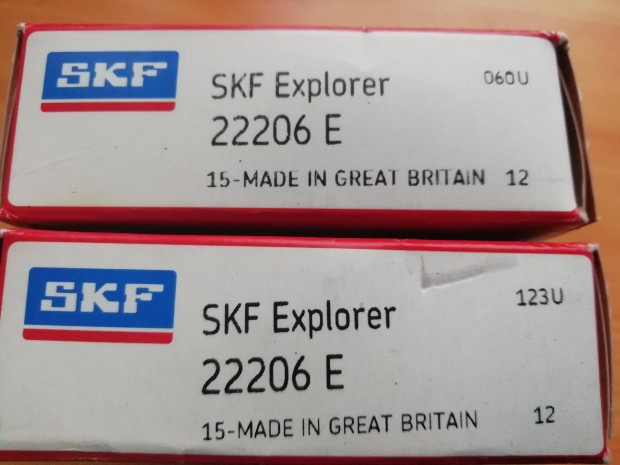 SKF
SKF Explorer 060U
22206 E
15-MADE IN GREAT BRITAIN 12
SKF
SKF Explorer 123U
22206 E
15-MADE IN GREAT BRITAIN 12